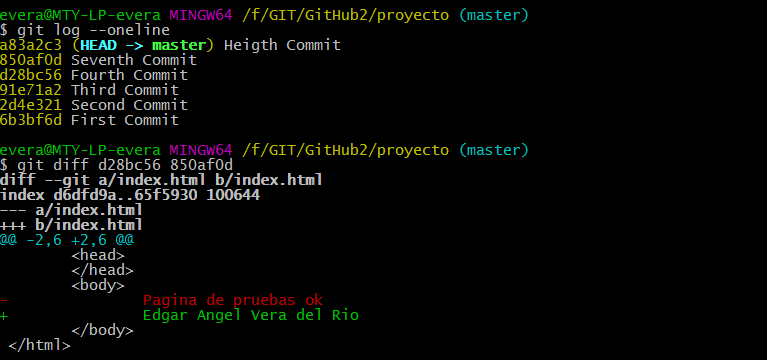 evera@MTY-LP-evera MINGW64 /f/GIT/GitHub2/proyecto (master)
$ git log --oneline
a83a2c3 (HEAD -> master) Heigth Commit
850af0d Seventh Commit
d28bc56 Fourth Commit
91e71a2 Third Commit
2d4e321 Second Commit
6b3bf6d First Commit
evera@MTY-LP-evera MINGW64 /f/GIT/GitHub2/proyecto (master)
$ git diff d28bc56 850af0d
diff --git a/index.html b/index.html
index d6dfd9a..65f5930 100644
--- a/index.html
+++ b/index.html
@@ -2,6 +2,6 @@
<head>
</head>
<body>
- Pagina de pruebas ok
+ Edgar Angel Vera del Rio
</body>
</html>